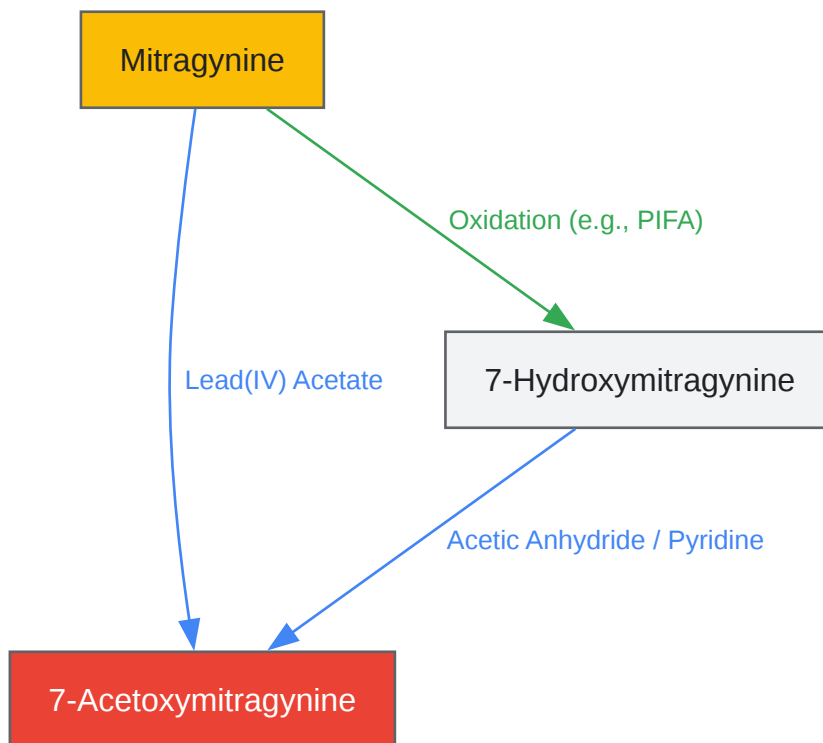 Mitragynine
Oxidation (e.g., PIFA)
Lead(IV) Acetate
7-Hydroxymitragynine
Acetic Anhydride / Pyridine
7-Acetoxymitragynine